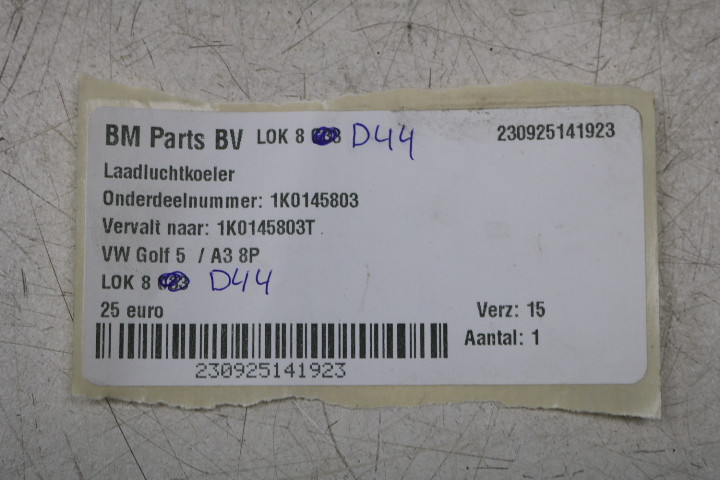 BM Parts BV LOK 8 D44 230925141923
Laadluchtkoeler
Onderdeelnummer: 1K0145803
Vervalt naar: 1K0145803T
VW Golf 5 / A3 8P
LOK 8 D44
25 euro Verz: 15
Aantal: 1
230925141923